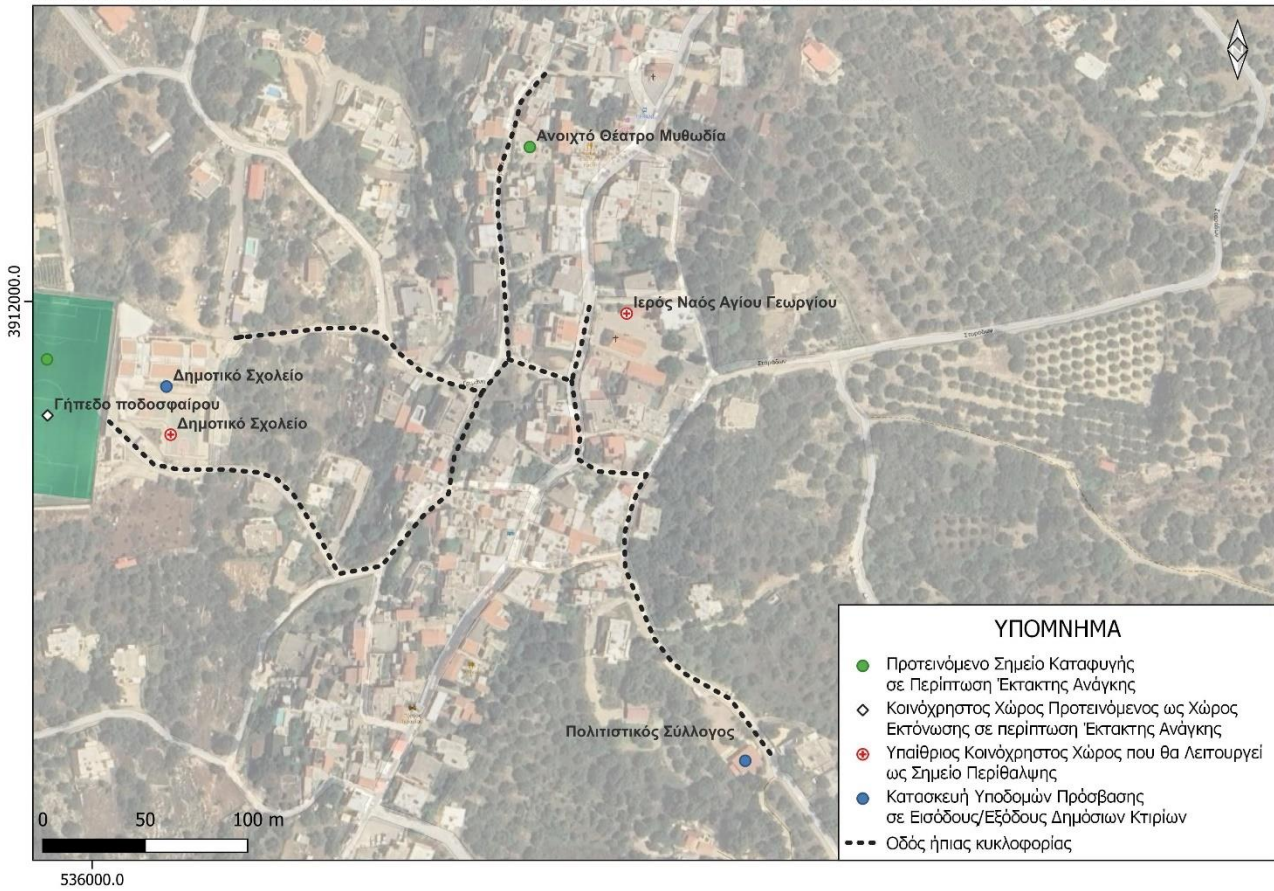 Ανοιχτό Θέατρο Μυθωδία
Ιερός Ναός Αγίου Γεωργίου
3912000.0
Σταράδων
Δημοτικό Σχολείο
Γήπεδο ποδοσφαίρου
Δημοτικό Σχολείο
Πολιτιστικός Σύλλογος
0 50 100 m
536000.0
ΥΠΟΜΝΗΜΑ
Προτεινόμενο Σημείο Καταφυγής
σε Περίπτωση Έκτακτης Ανάγκης
Κοινόχρηστος Χώρος Προτεινόμενος ως Χώρος
Εκτόνωσης σε περίπτωση Έκτακτης Ανάγκης
Υπαίθριος Κοινόχρηστος Χώρος που θα Λειτουργεί
ως Σημείο Περίθαλψης
Κατασκευή Υποδομών Πρόσβασης
σε Εισόδους/Εξόδους Δημόσιων Κτιρίων
Οδός ήπιας κυκλοφορίας